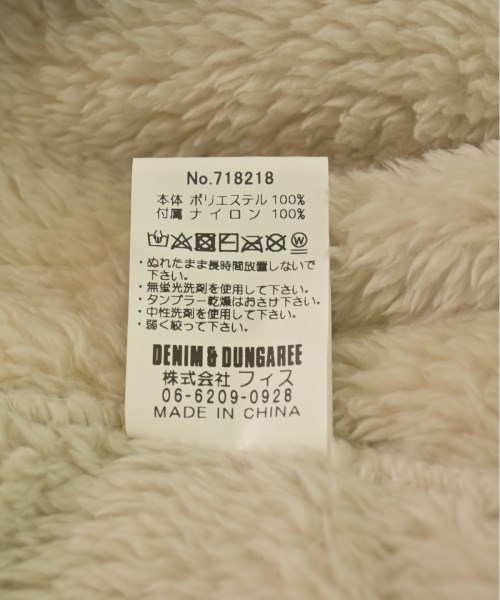 No.718218
本体 ポリエステル 100%
付属 ナイロン 100%
・ぬれたまま長時間放置しないで
下さい。
・無蛍光洗剤を使用して下さい。
・タンブラー乾燥はおさけ下さい。
・中性洗剤を使用して下さい。
・弱く絞って下さい。
DENIM & DUNGAREE
株式会社 フィス
06-6209-0928
MADE IN CHINA